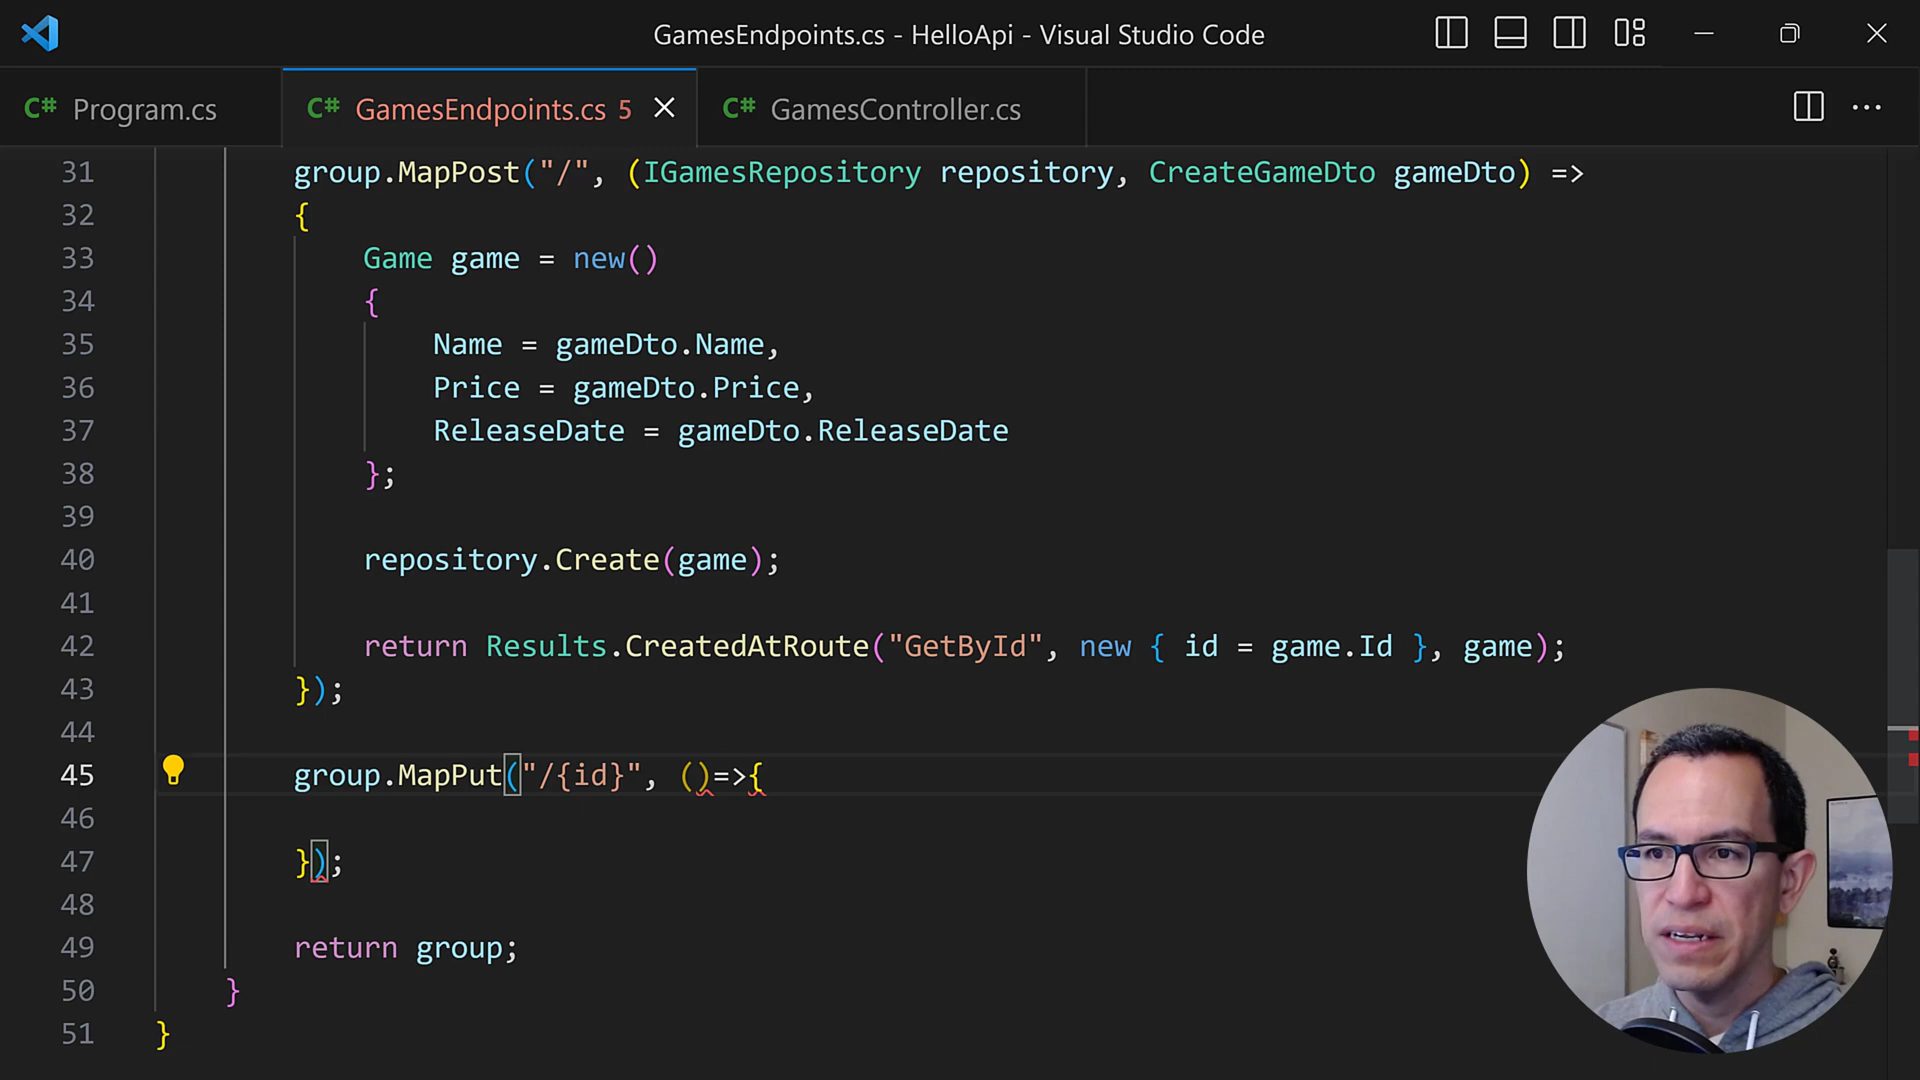 GamesEndpoints.cs - HelloApi - Visual Studio Code
C# Program.cs
C# GamesEndpoints.cs 5
C# GamesController.cs
31 group.MapPost("/", (IGamesRepository repository, CreateGameDto gameDto) =>
32 {
33 Game game = new()
34 {
35 Name = gameDto.Name,
36 Price = gameDto.Price,
37 ReleaseDate = gameDto.ReleaseDate
38 };
39
40 repository.Create(game);
41
42 return Results.CreatedAtRoute("GetById", new { id = game.Id }, game);
43 });
44
45 group.MapPut("/{id}", ()=>{
46
47 });
48
49 return group;
50 }
51 }